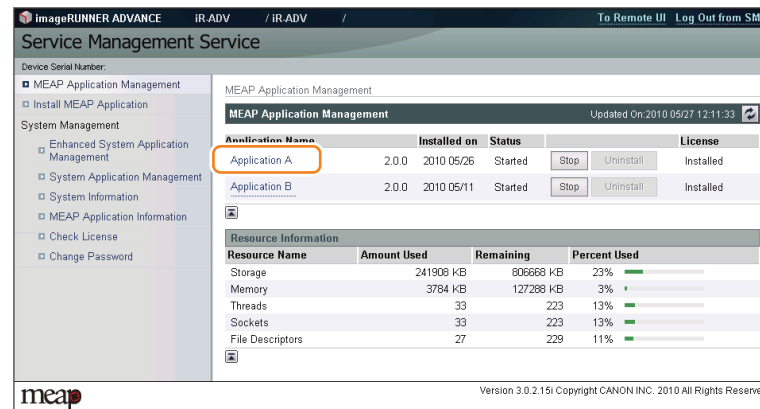 imageRUNNER ADVANCE iR-ADV / iR-ADV / To Remote UI Log Out from SM
Service Management Service
Device Serial Number:
MEAP Application Management
Install MEAP Application
System Management
Enhanced System Application
Management
System Application Management
System Information
MEAP Application Information
Check License
Change Password
MEAP Application Management
MEAP Application Management Updated On:2010 05/27 12:11:33
Application Name Installed on Status License
Application A 2.0.0 2010 05/26 Started Stop Uninstall Installed
Application B 2.0.0 2010 05/11 Started Stop Uninstall Installed
Resource Information
Resource Name Amount Used Remaining Percent Used
Storage 241908 KB 806668 KB 23%
Memory 3784 KB 127288 KB 3%
Threads 33 223 13%
Sockets 33 223 13%
File Descriptors 27 229 11%
meap
Version 3.0.2.15i Copyright CANON INC. 2010 All Rights Reserve